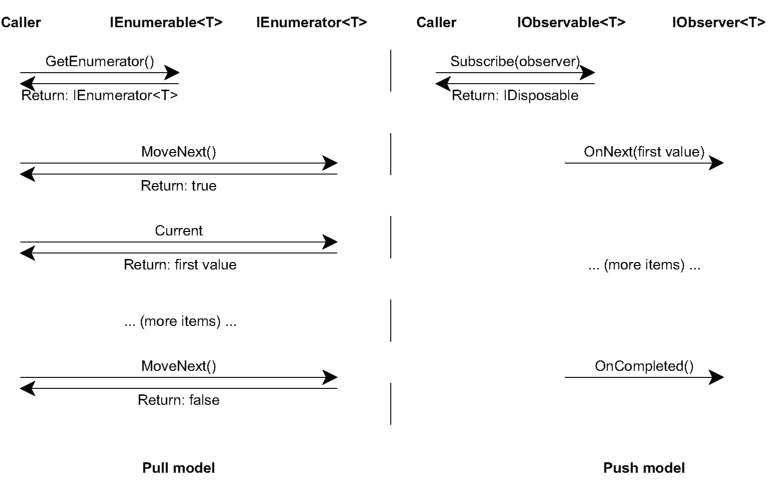 Caller IEnumerable<T> IEnumerator<T> Caller IObservable<T> IObserver<T>
GetEnumerator() Subscribe(observer)
Return: IEnumerator<T> Return: IDisposable
MoveNext() OnNext(first value)
Return: true
Current
Return: first value ... (more items) ...
... (more items) ...
MoveNext() OnCompleted()
Return: false
Pull model Push model